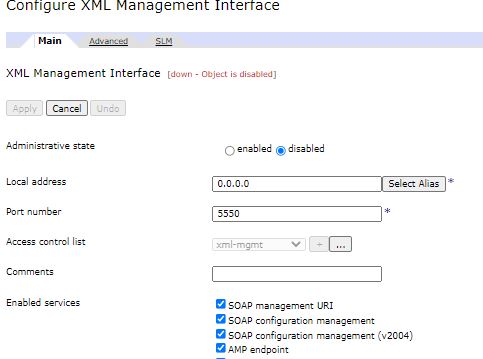 Configure XML Management Interface
Main Advanced SLM
XML Management Interface [down - Object is disabled]
Apply Cancel Undo
Administrative state enabled disabled
Local address 0.0.0.0 Select Alias *
Port number 5550 *
Access control list xml-mgmt + ...
Comments
Enabled services SOAP management URI
SOAP configuration management
SOAP configuration management (v2004)
AMP endpoint